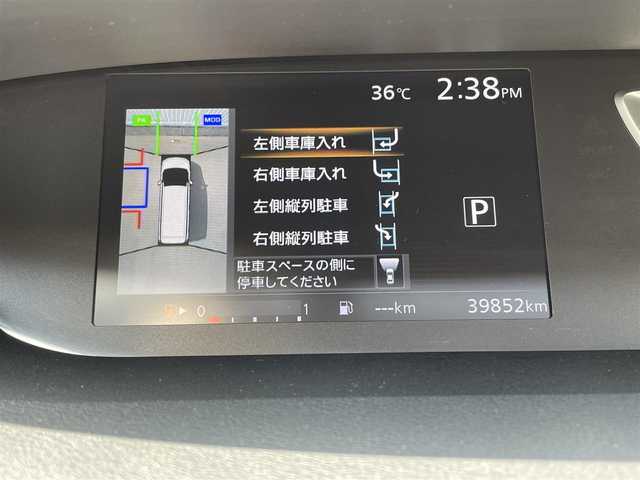 36℃ 2:38PM
PA MOD
左側車庫入れ
右側車庫入れ
左側縦列駐車
右側縦列駐車
P
駐車スペースの側に
停車してください
0 1 ---km 39852km